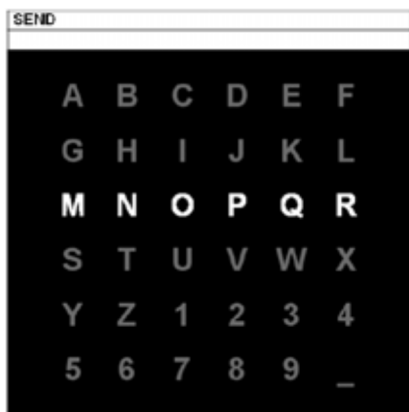 SEND
A B C D E F
G H I J K L
M N O P Q R
S T U V W X
Y Z 1 2 3 4
5 6 7 8 9 _